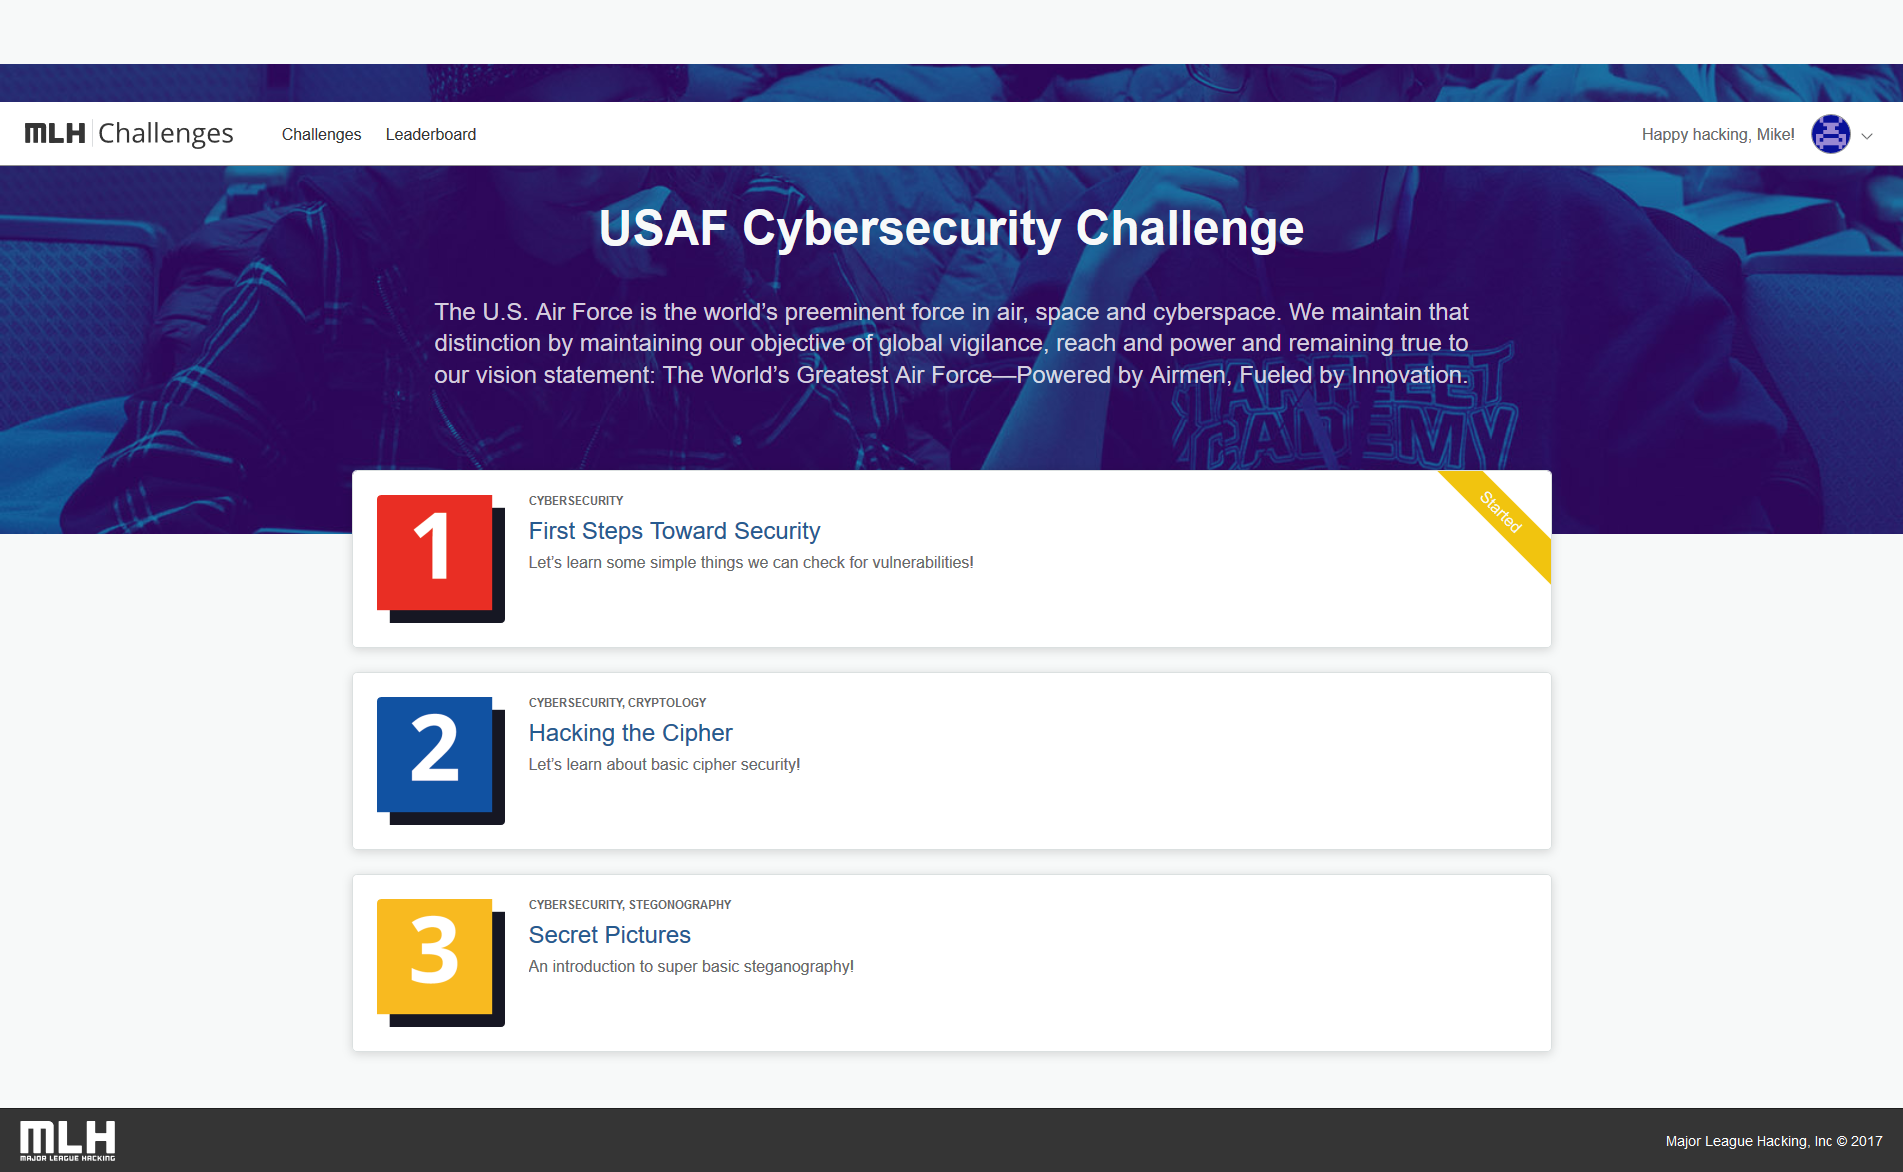 MLH Challenges
Challenges
Leaderboard
Happy hacking, Mike!
USAF Cybersecurity Challenge
The U.S. Air Force is the world’s preeminent force in air, space and cyberspace. We maintain that
distinction by maintaining our objective of global vigilance, reach and power and remaining true to
our vision statement: The World’s Greatest Air Force—Powered by Airmen, Fueled by Innovation.
STARFLEET
ACADEMY
1
CYBERSECURITY
First Steps Toward Security
Let’s learn some simple things we can check for vulnerabilities!
Started
2
CYBERSECURITY, CRYPTOLOGY
Hacking the Cipher
Let’s learn about basic cipher security!
3
CYBERSECURITY, STEGONOGRAPHY
Secret Pictures
An introduction to super basic steganography!
MLH
MAJOR LEAGUE HACKING
Major League Hacking, Inc © 2017